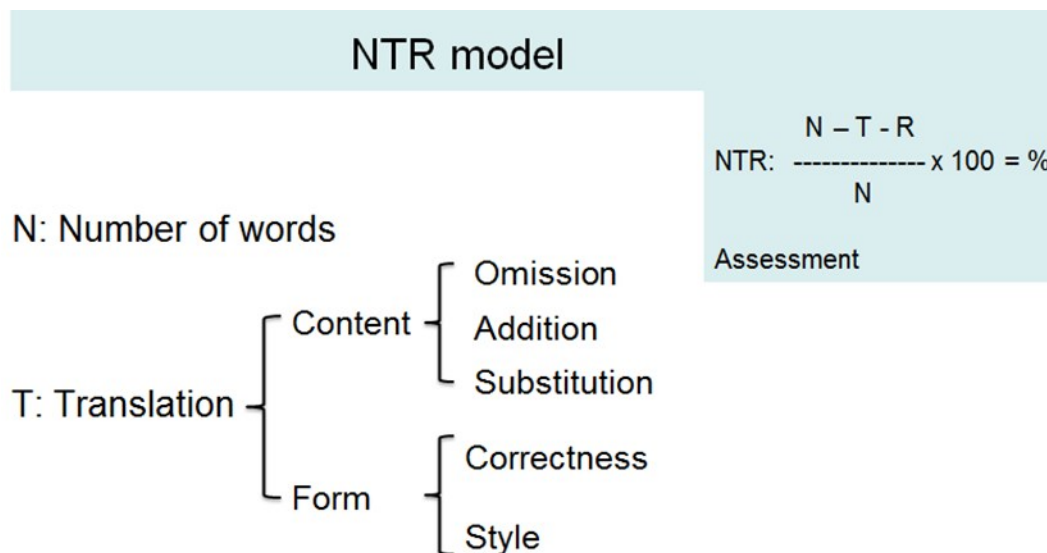 NTR model
N – T - R
NTR: -------------- x 100 = %
N
Assessment
N: Number of words
T: Translation
Content
Omission
Addition
Substitution
Form
Correctness
Style